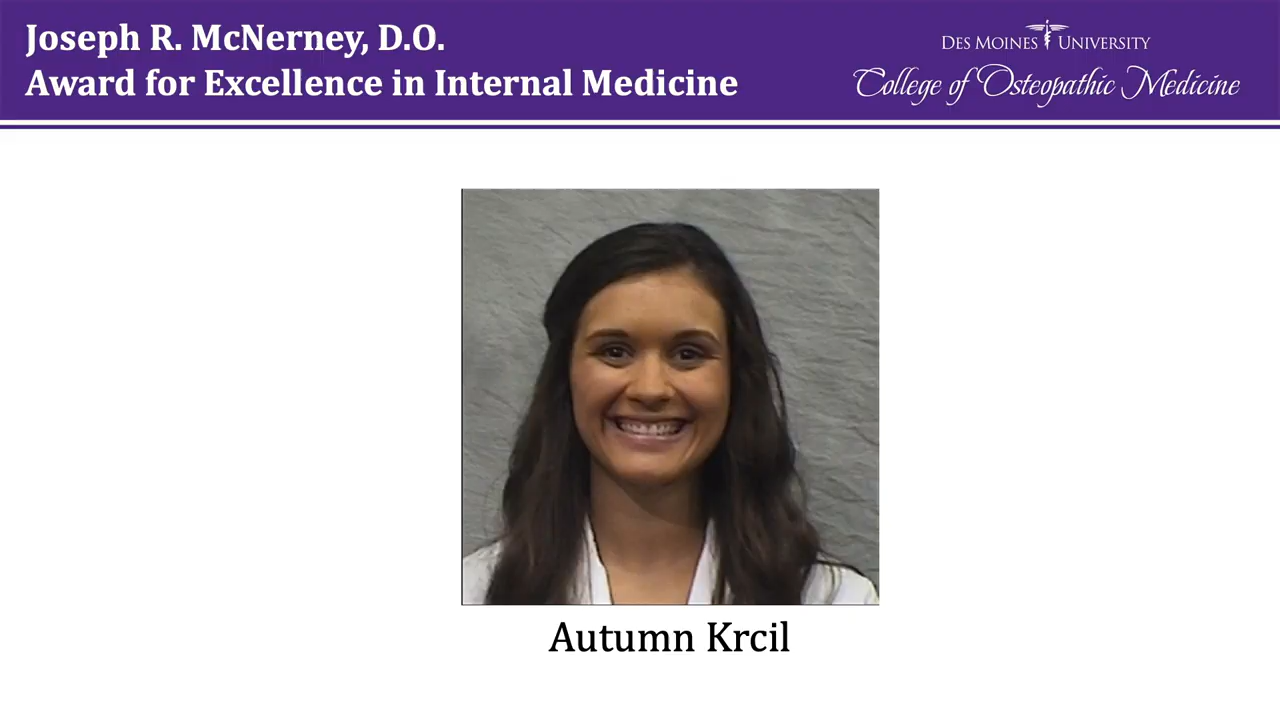 Joseph R. McNerney, D.O.
Award for Excellence in Internal Medicine
DES MOINES UNIVERSITY
College of Osteopathic Medicine
Autumn Krcil